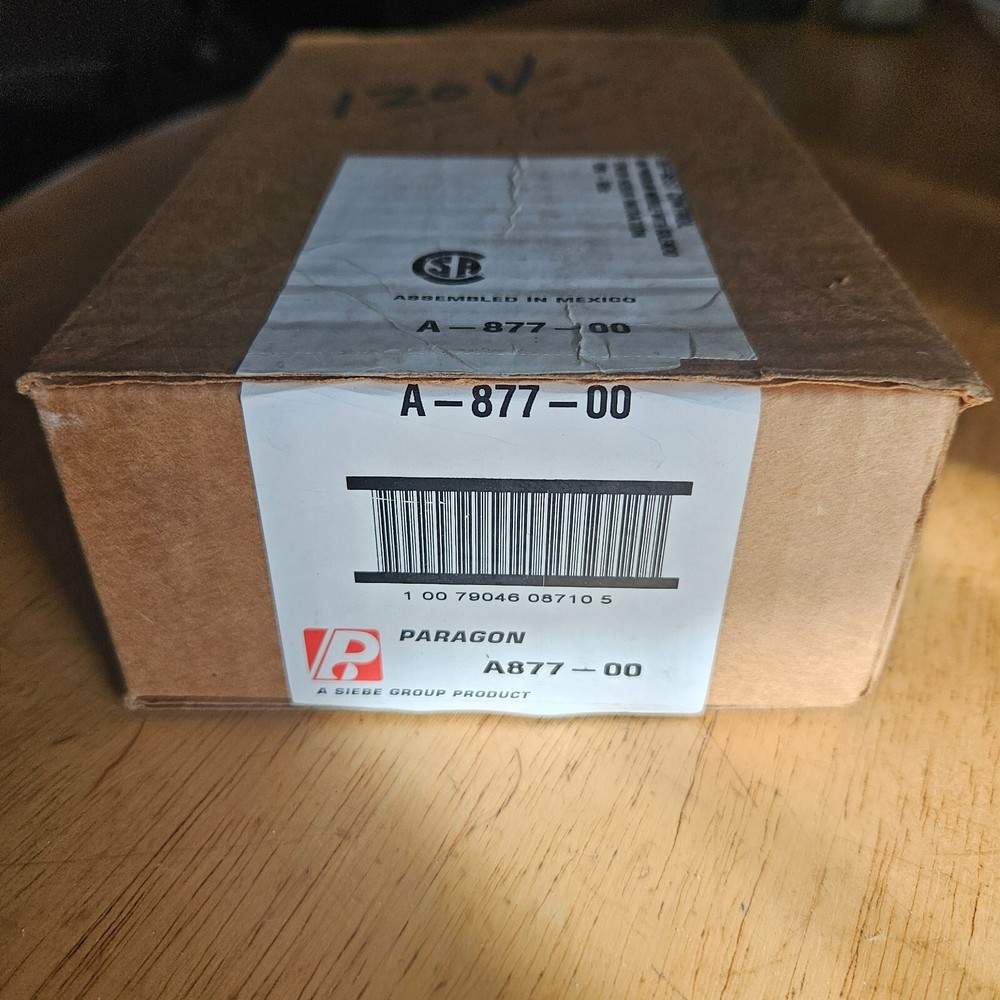 120V
CSA
ASSEMBLED IN MEXICO
A-877-00
A-877-00
1 00 79046 08710 5
P
PARAGON
A877-00
A SIEBE GROUP PRODUCT